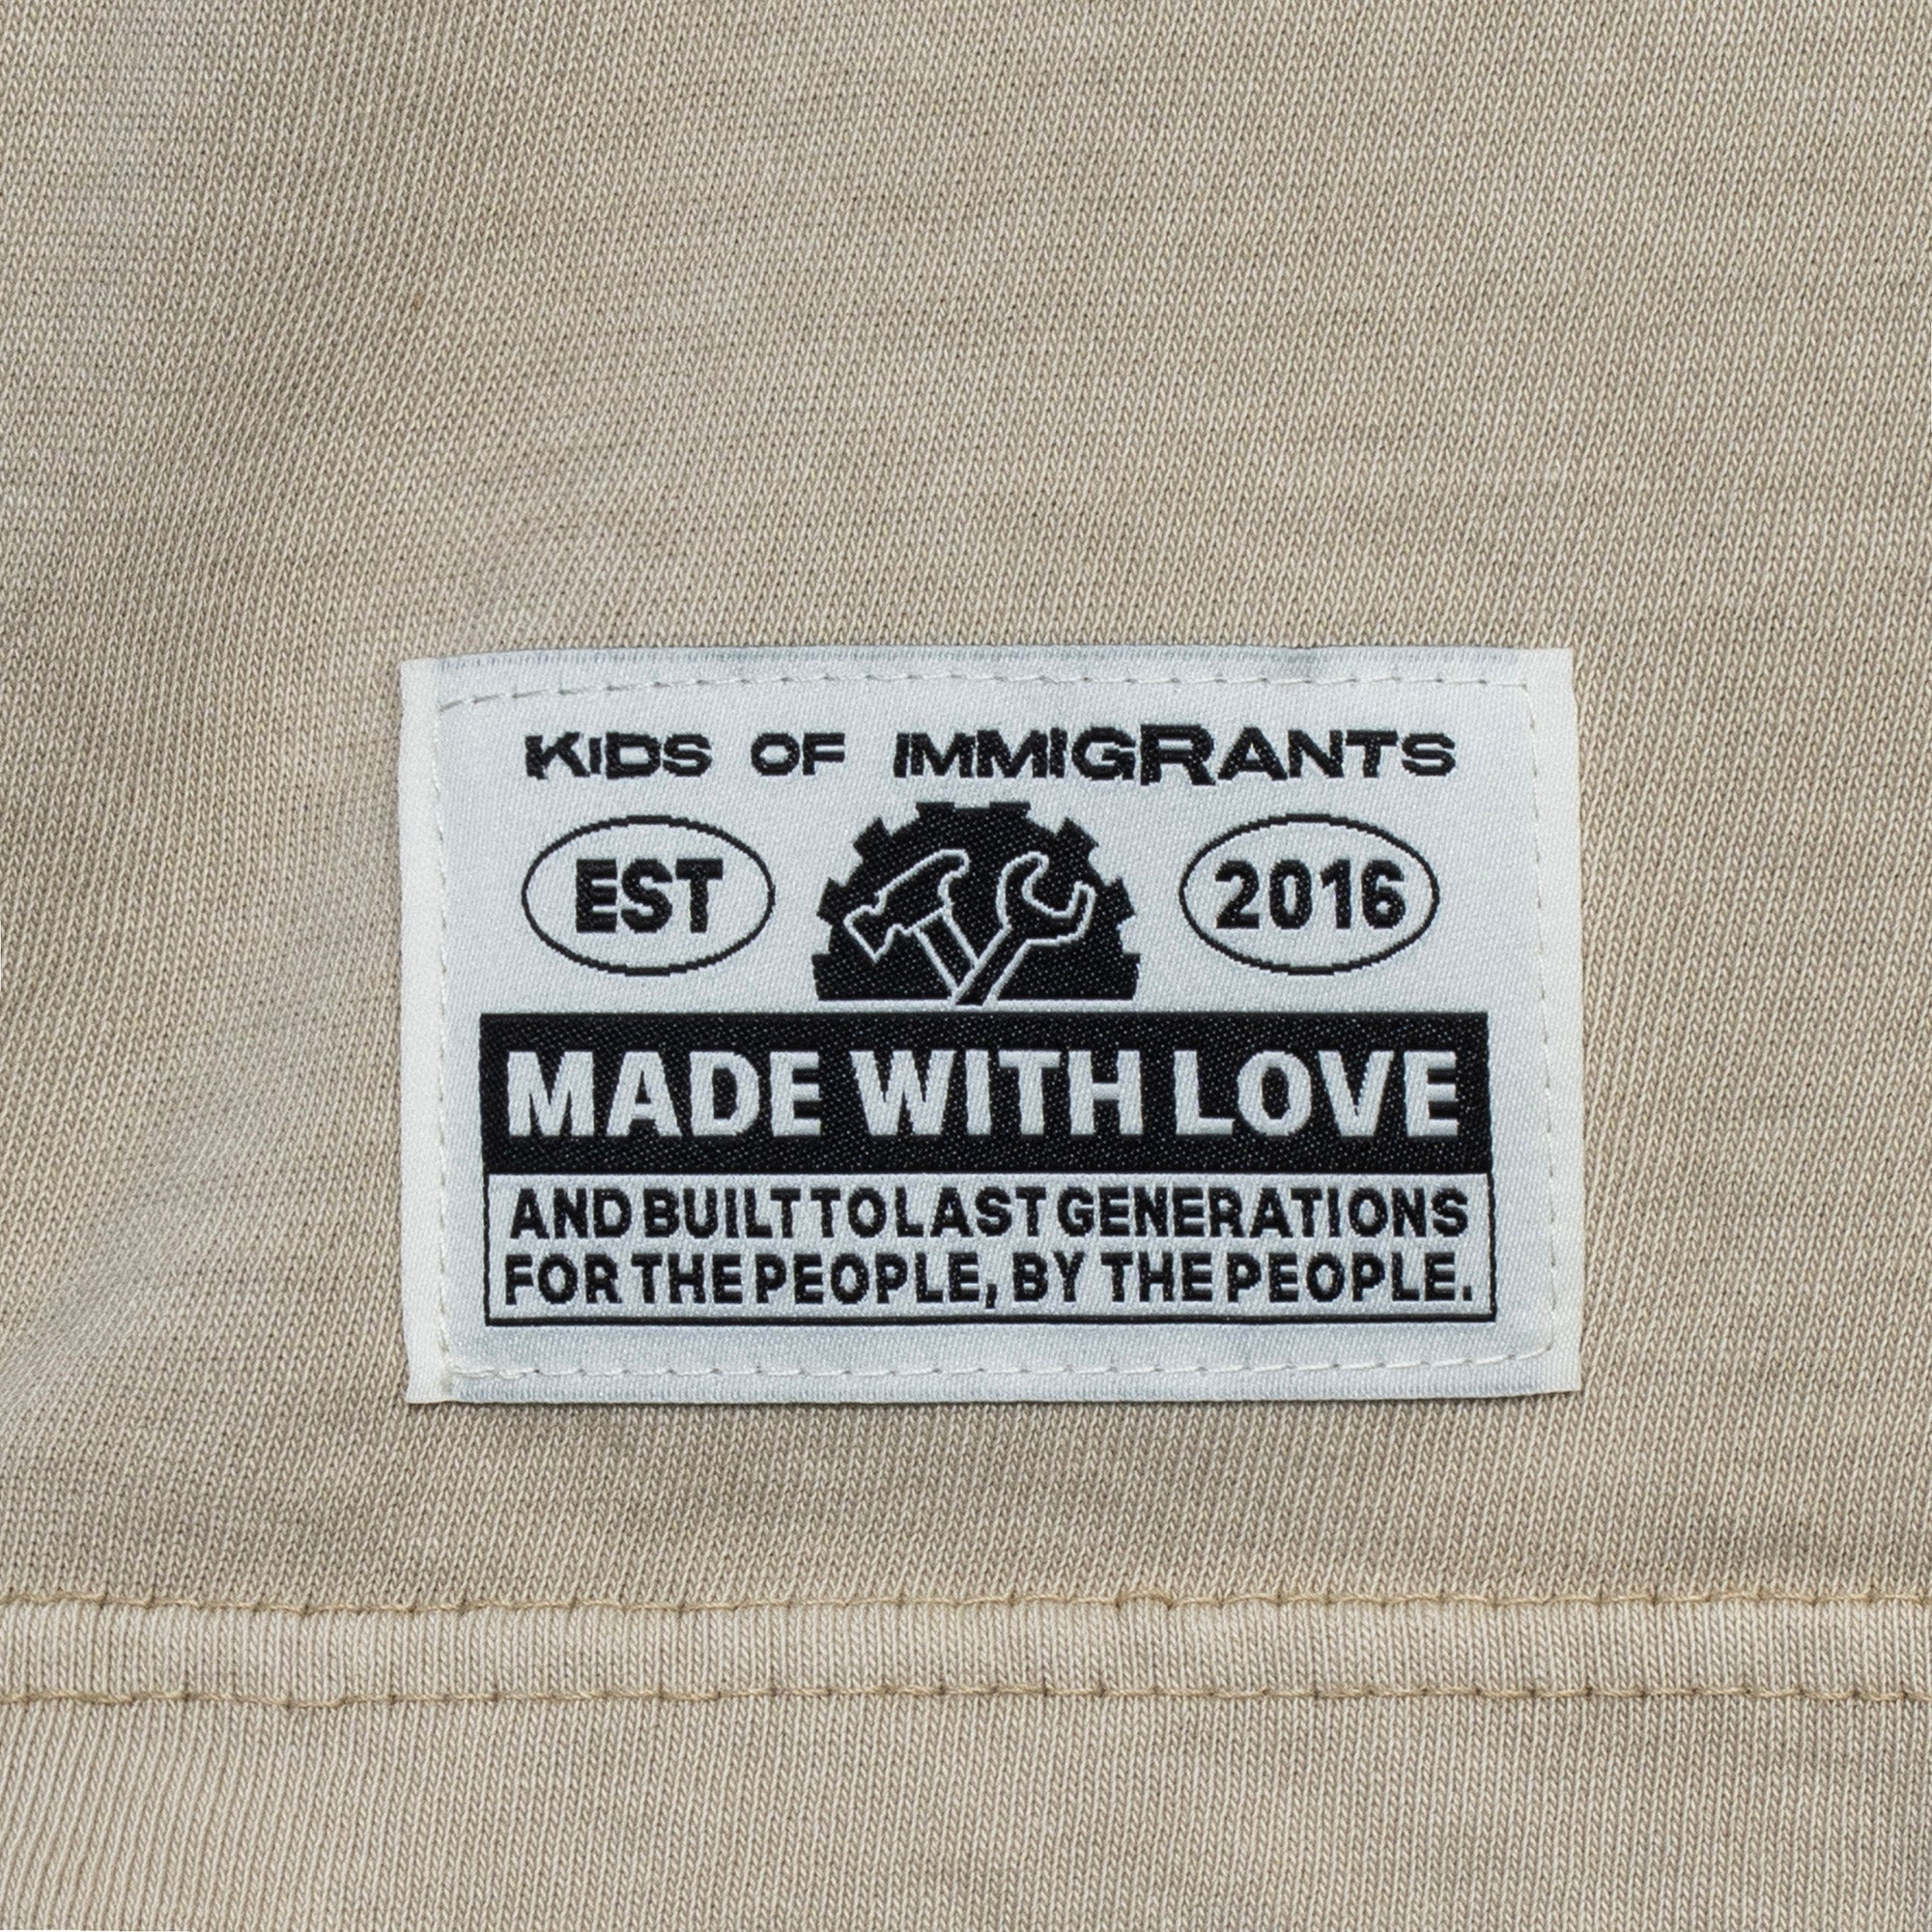 KiDS OF IMMIGRANTS
EST 2016
MADE WITH LOVE
AND BUILT TO LAST GENERATIONS
FOR THE PEOPLE, BY THE PEOPLE.